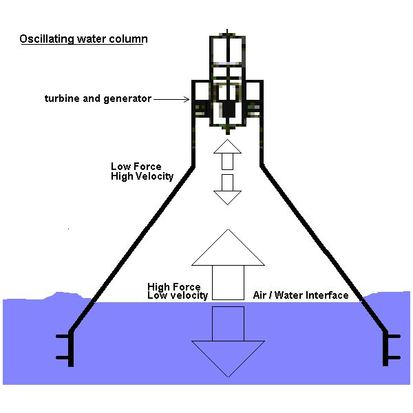 Oscillating water column
turbine and generator
Low Force
High Velocity
High Force
Low velocity
Air / Water Interface